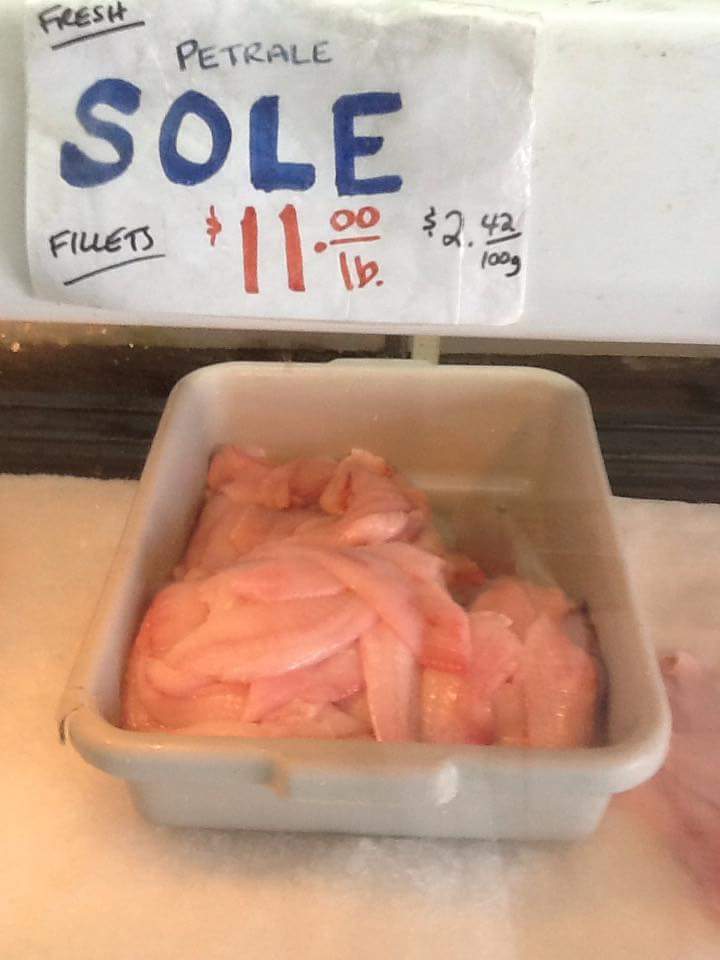 FRESH
PETRALE
SOLE
FILLETS $11.00/lb. $2.42/100g